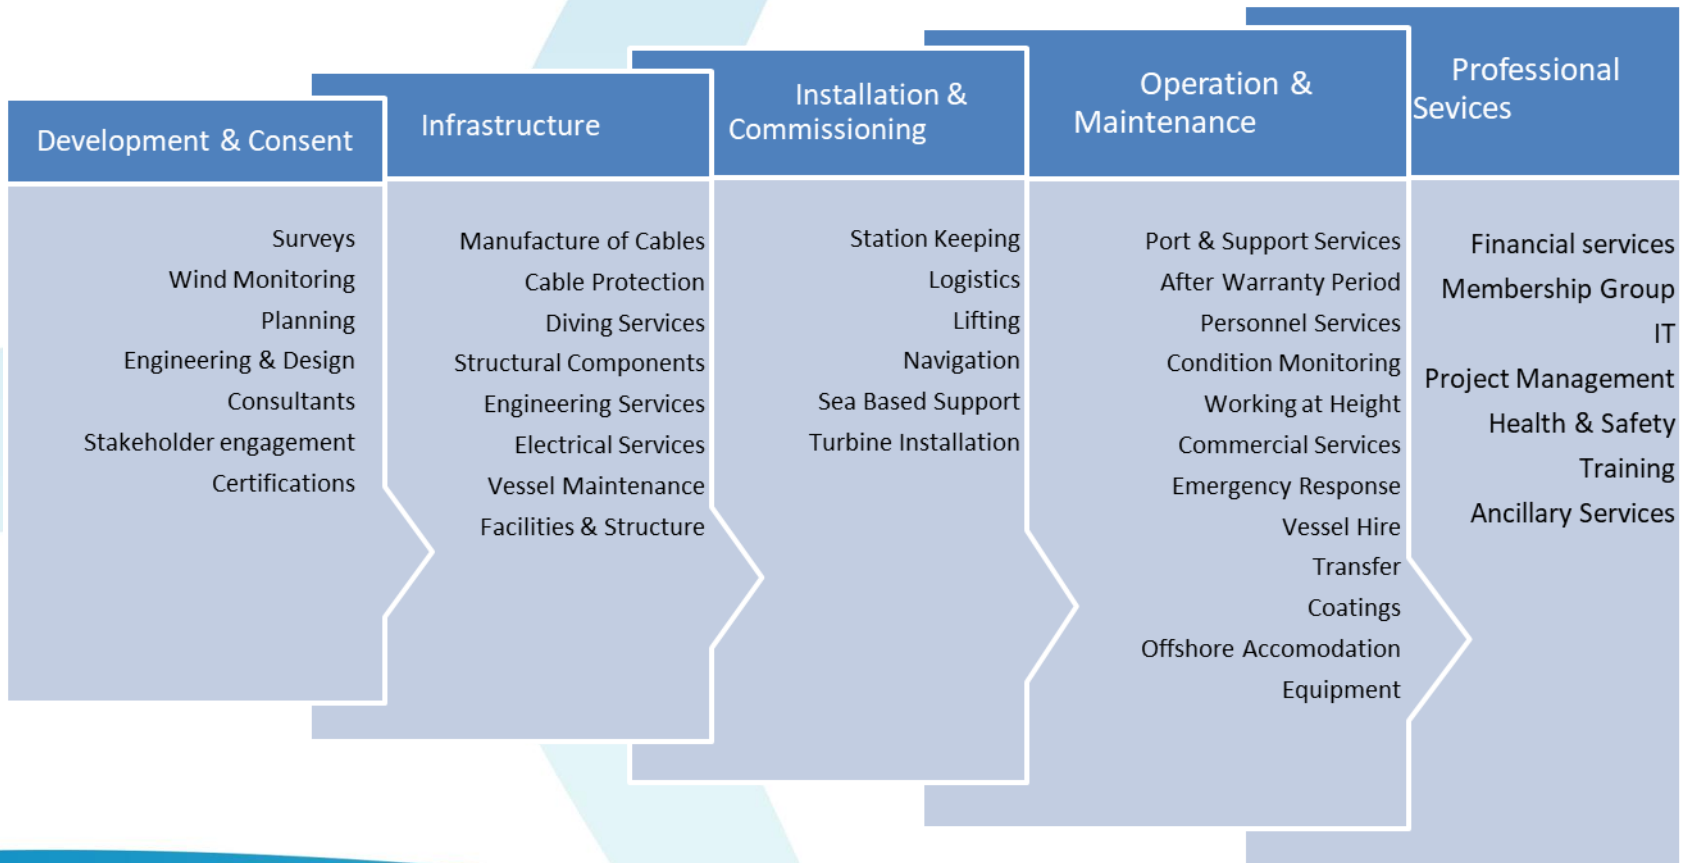 Development & Consent
Surveys
Wind Monitoring
Planning
Engineering & Design
Consultants
Stakeholder engagement
Certifications
Infrastructure
Manufacture of Cables
Cable Protection
Diving Services
Structural Components
Engineering Services
Electrical Services
Vessel Maintenance
Facilities & Structure
Installation &
Commissioning
Station Keeping
Logistics
Lifting
Navigation
Sea Based Support
Turbine Installation
Operation &
Maintenance
Port & Support Services
After Warranty Period
Personnel Services
Condition Monitoring
Working at Height
Commercial Services
Emergency Response
Vessel Hire
Transfer
Coatings
Offshore Accomodation
Equipment
Professional
Sevices
Financial services
Membership Group
IT
Project Management
Health & Safety
Training
Ancillary Services